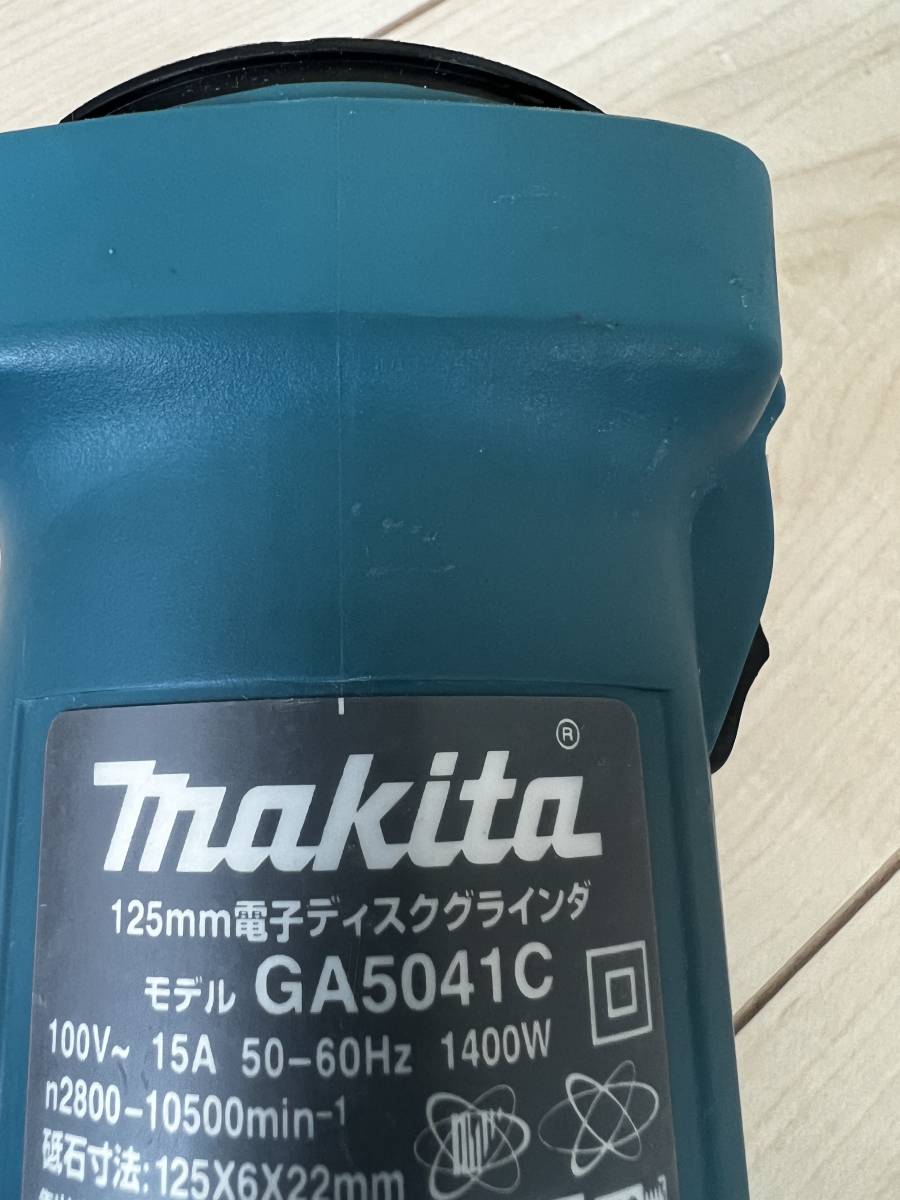 makita®
125mm電子ディスクグラインダ
モデル GA5041C
100V~ 15A 50-60Hz 1400W
n2800-10500min-1
砥石寸法:125X6X22mm